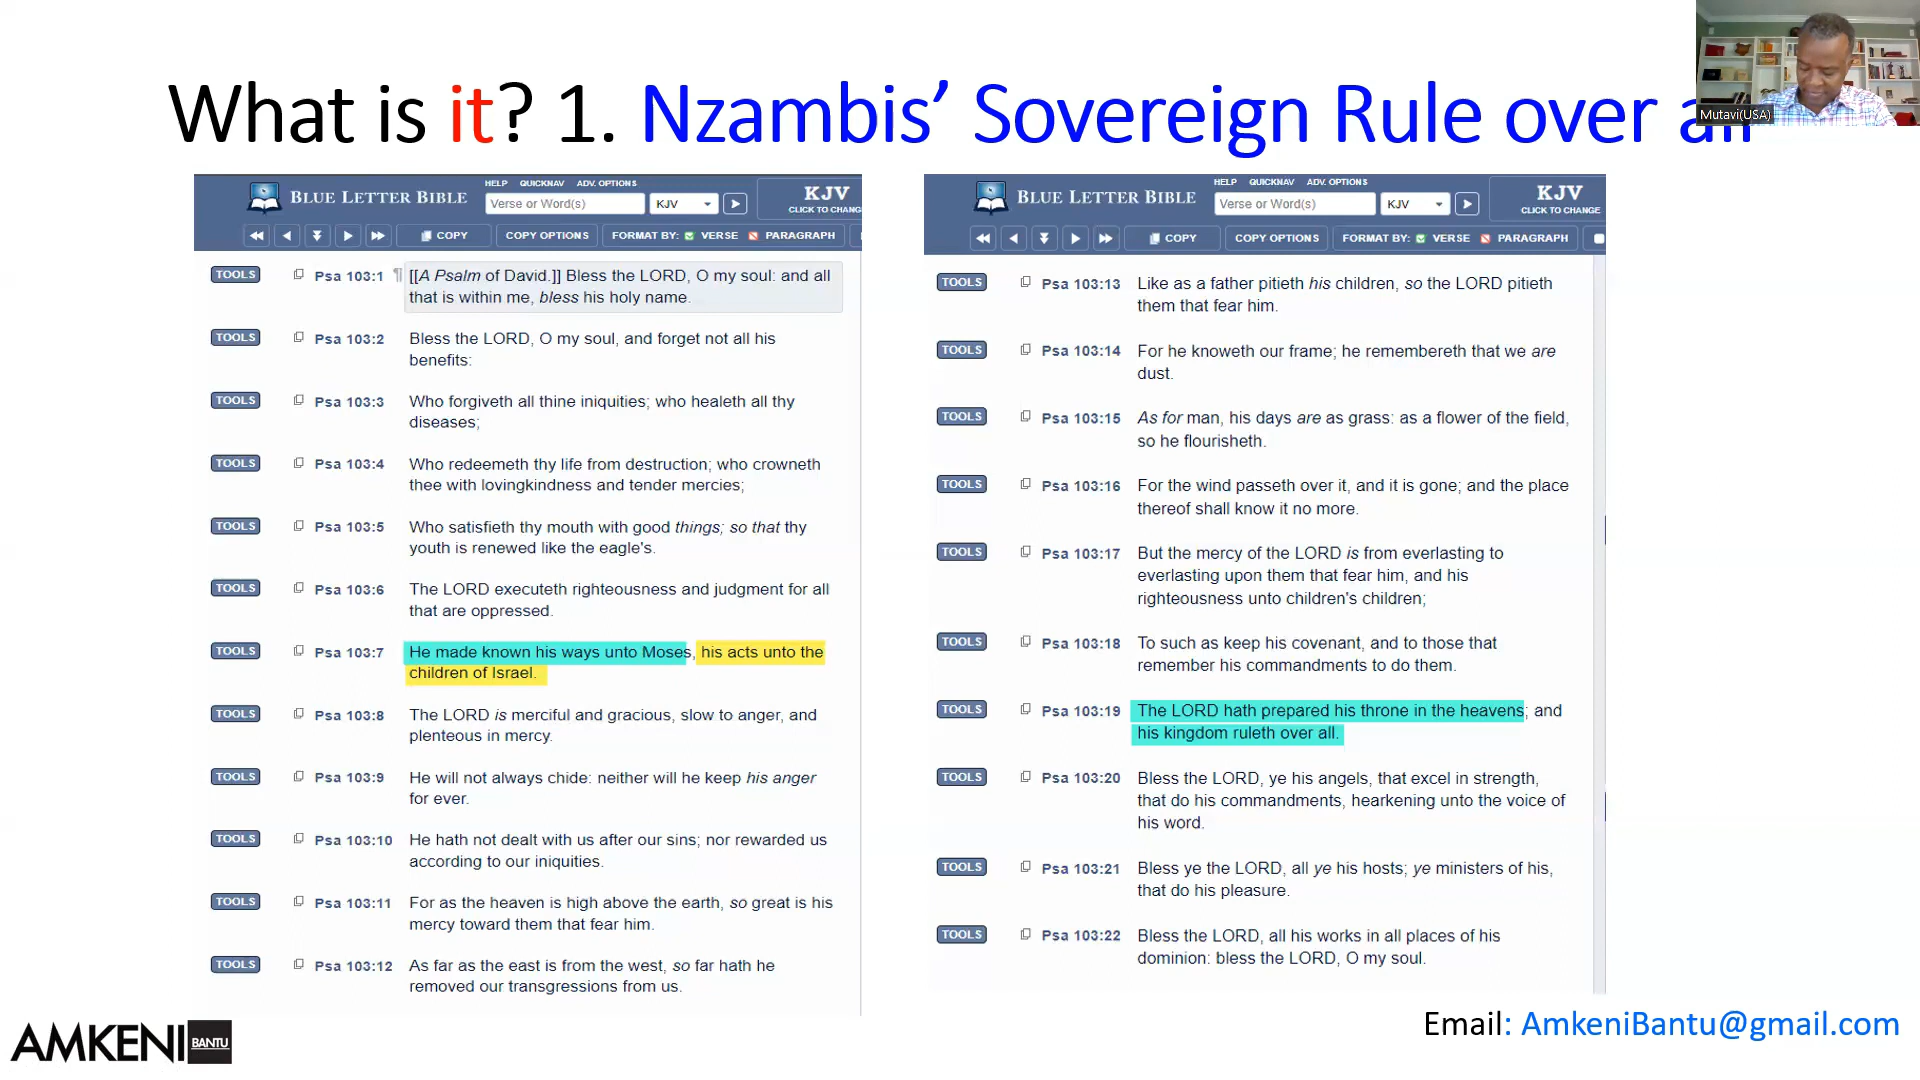 What is it? 1. Nzambis’ Sovereign Rule over all
Mutavi(USA)
BLUE LETTER BIBLE
HELP QUICKNAV ADV. OPTIONS
Verse or Word(s) KJV
KJV
CLICK TO CHANG
COPY COPY OPTIONS FORMAT BY: VERSE PARAGRAPH
TOOLS Psa 103:1 ¶ [[A Psalm of David.]] Bless the LORD, O my soul: and all
that is within me, bless his holy name.
TOOLS Psa 103:2 Bless the LORD, O my soul, and forget not all his
benefits:
TOOLS Psa 103:3 Who forgiveth all thine iniquities; who healeth all thy
diseases;
TOOLS Psa 103:4 Who redeemeth thy life from destruction; who crowneth
thee with lovingkindness and tender mercies;
TOOLS Psa 103:5 Who satisfieth thy mouth with good things; so that thy
youth is renewed like the eagle's.
TOOLS Psa 103:6 The LORD executeth righteousness and judgment for all
that are oppressed.
TOOLS Psa 103:7 He made known his ways unto Moses, his acts unto the
children of Israel.
TOOLS Psa 103:8 The LORD is merciful and gracious, slow to anger, and
plenteous in mercy.
TOOLS Psa 103:9 He will not always chide: neither will he keep his anger
for ever.
TOOLS Psa 103:10 He hath not dealt with us after our sins; nor rewarded us
according to our iniquities.
TOOLS Psa 103:11 For as the heaven is high above the earth, so great is his
mercy toward them that fear him.
TOOLS Psa 103:12 As far as the east is from the west, so far hath he
removed our transgressions from us.
BLUE LETTER BIBLE
HELP QUICKNAV ADV. OPTIONS
Verse or Word(s) KJV
KJV
CLICK TO CHANGE
COPY COPY OPTIONS FORMAT BY: VERSE PARAGRAPH
TOOLS Psa 103:13 Like as a father pitieth his children, so the LORD pitieth
them that fear him.
TOOLS Psa 103:14 For he knoweth our frame; he remembereth that we are
dust.
TOOLS Psa 103:15 As for man, his days are as grass: as a flower of the field,
so he flourisheth.
TOOLS Psa 103:16 For the wind passeth over it, and it is gone; and the place
thereof shall know it no more.
TOOLS Psa 103:17 But the mercy of the LORD is from everlasting to
everlasting upon them that fear him, and his
righteousness unto children's children;
TOOLS Psa 103:18 To such as keep his covenant, and to those that
remember his commandments to do them.
TOOLS Psa 103:19 The LORD hath prepared his throne in the heavens; and
his kingdom ruleth over all.
TOOLS Psa 103:20 Bless the LORD, ye his angels, that excel in strength,
that do his commandments, hearkening unto the voice of
his word.
TOOLS Psa 103:21 Bless ye the LORD, all ye his hosts; ye ministers of his,
that do his pleasure.
TOOLS Psa 103:22 Bless the LORD, all his works in all places of his
dominion: bless the LORD, O my soul.
AMKENI BANTU
Email: AmkeniBantu@gmail.com